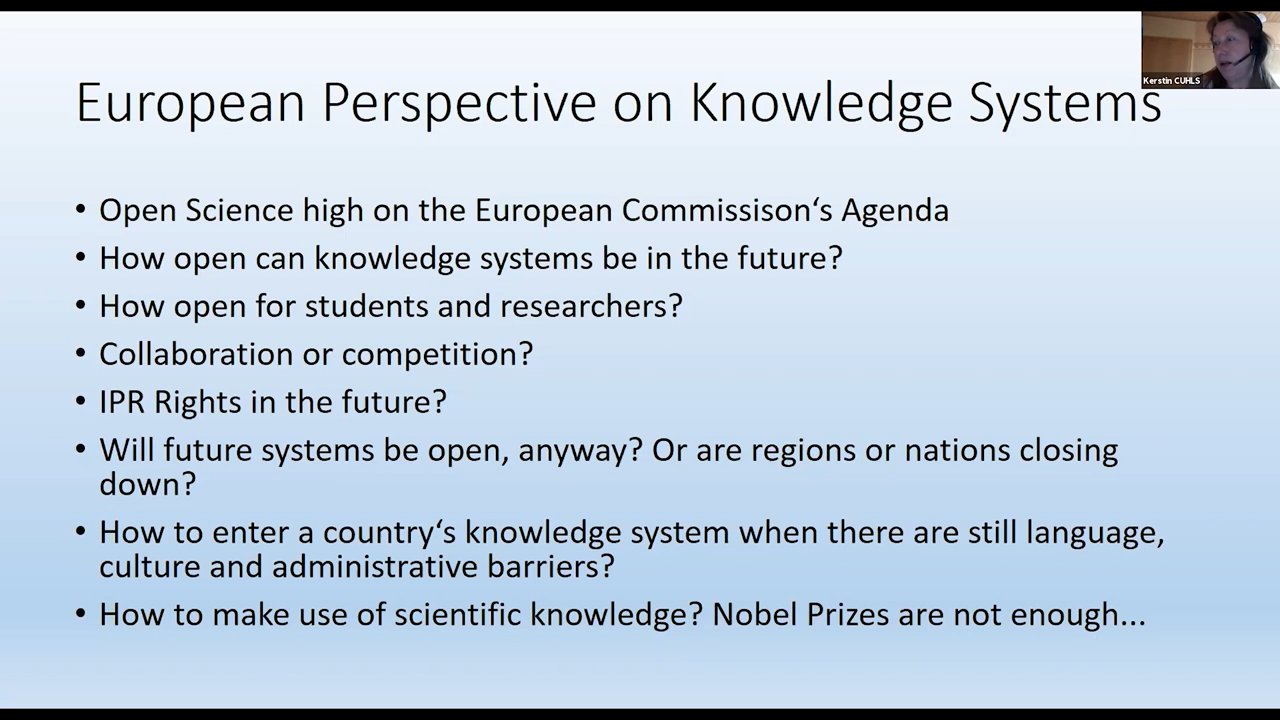 Kerstin CUHLS
European Perspective on Knowledge Systems
• Open Science high on the European Commissison‘s Agenda
• How open can knowledge systems be in the future?
• How open for students and researchers?
• Collaboration or competition?
• IPR Rights in the future?
• Will future systems be open, anyway? Or are regions or nations closing
down?
• How to enter a country‘s knowledge system when there are still language,
culture and administrative barriers?
• How to make use of scientific knowledge? Nobel Prizes are not enough...